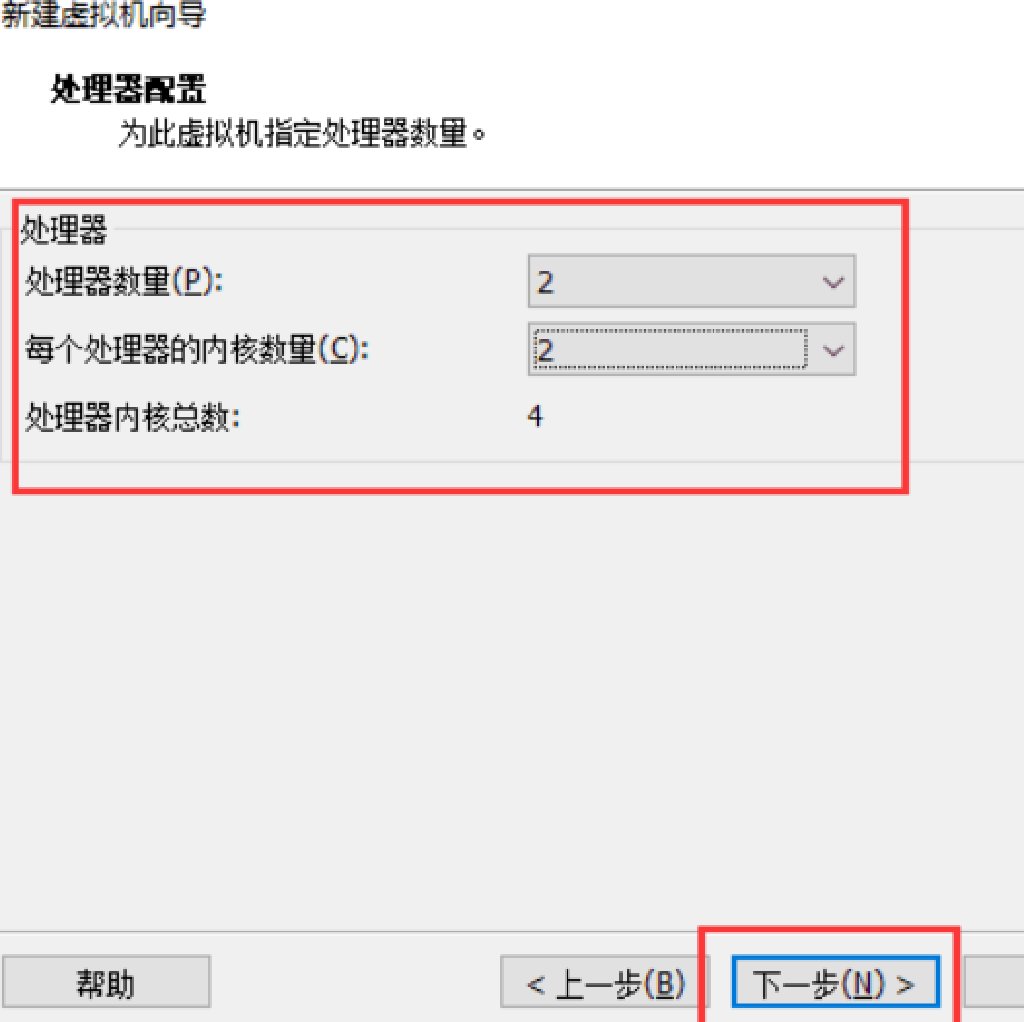 新建虚拟机向导
处理器配置
为此虚拟机指定处理器数量。
处理器
处理器数量(P): 2
每个处理器的内核数量(C): 2
处理器内核总数: 4
帮助 < 上一步(B) 下一步(N) >